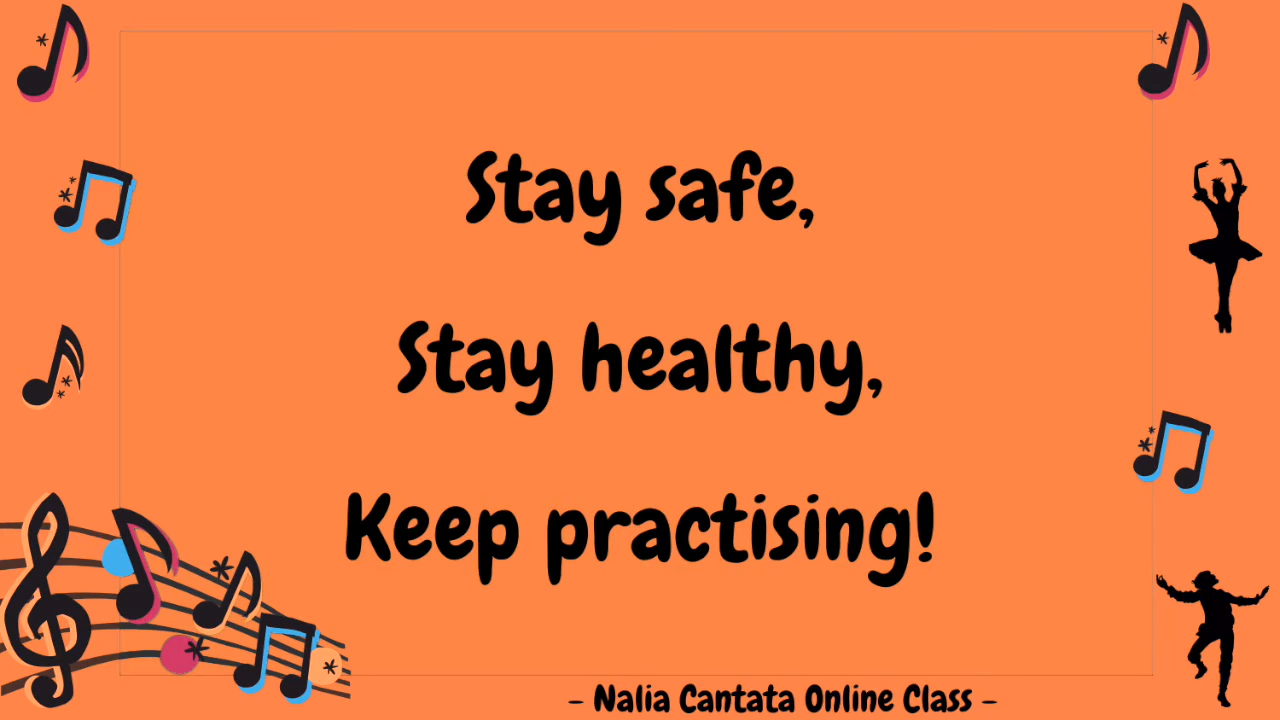 Stay safe,
Stay healthy,
Keep practising!
- Nalia Cantata Online Class -